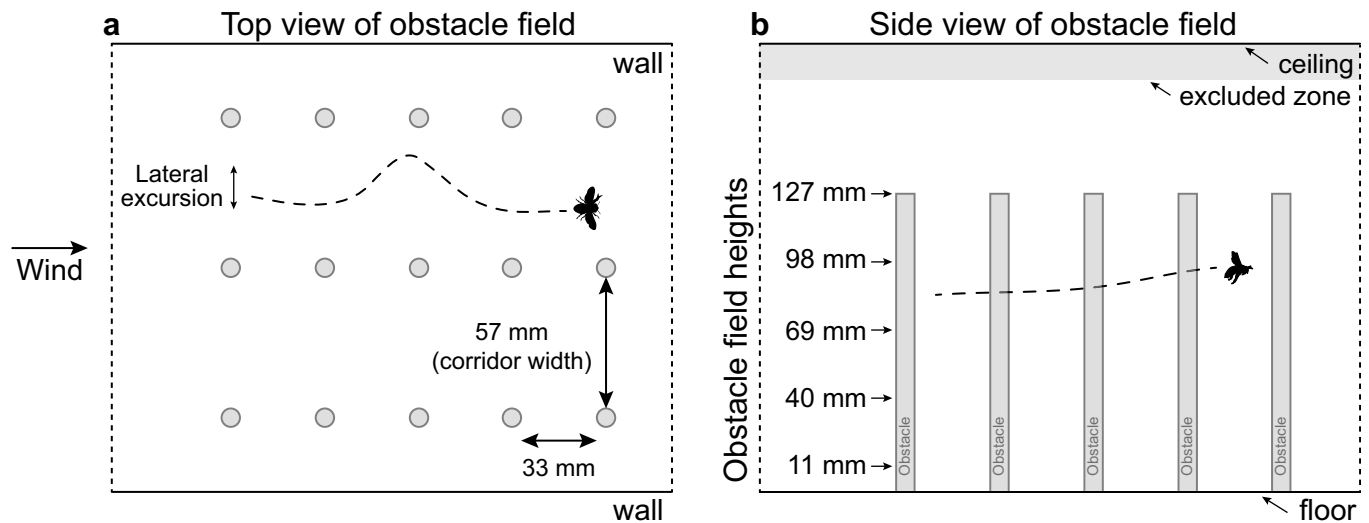 a
Top view of obstacle field
wall
Lateral
excursion
Wind
57 mm
(corridor width)
33 mm
wall
b
Side view of obstacle field
ceiling
excluded zone
Obstacle field heights
127 mm
98 mm
69 mm
40 mm
11 mm
Obstacle
Obstacle
Obstacle
Obstacle
Obstacle
floor